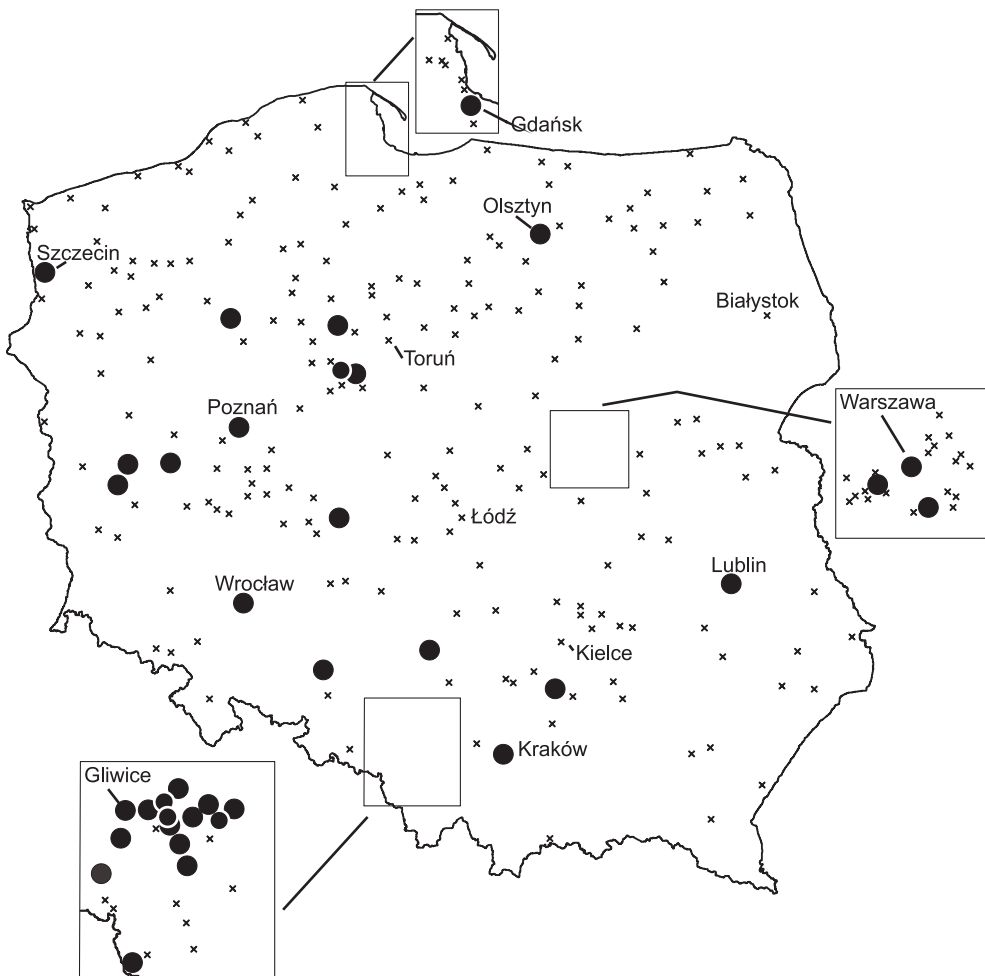 Gdańsk
Olsztyn
Szczecin
Białystok
Toruń
Warszawa
Poznań
Łódź
Lublin
Wrocław
Kielce
Kraków
Gliwice